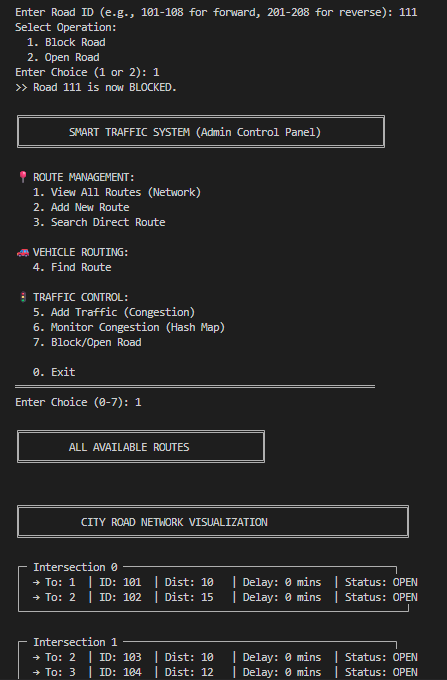 Enter Road ID (e.g., 101-108 for forward, 201-208 for reverse): 111
Select Operation:
1. Block Road
2. Open Road
Enter Choice (1 or 2): 1
>> Road 111 is now BLOCKED.
SMART TRAFFIC SYSTEM (Admin Control Panel)
📍 ROUTE MANAGEMENT:
1. View All Routes (Network)
2. Add New Route
3. Search Direct Route
🚗 VEHICLE ROUTING:
4. Find Route
🚦 TRAFFIC CONTROL:
5. Add Traffic (Congestion)
6. Monitor Congestion (Hash Map)
7. Block/Open Road
0. Exit
Enter Choice (0-7): 1
ALL AVAILABLE ROUTES
CITY ROAD NETWORK VISUALIZATION
Intersection 0
→ To: 1 | ID: 101 | Dist: 10 | Delay: 0 mins | Status: OPEN
→ To: 2 | ID: 102 | Dist: 15 | Delay: 0 mins | Status: OPEN
Intersection 1
→ To: 2 | ID: 103 | Dist: 10 | Delay: 0 mins | Status: OPEN
→ To: 3 | ID: 104 | Dist: 12 | Delay: 0 mins | Status: OPEN